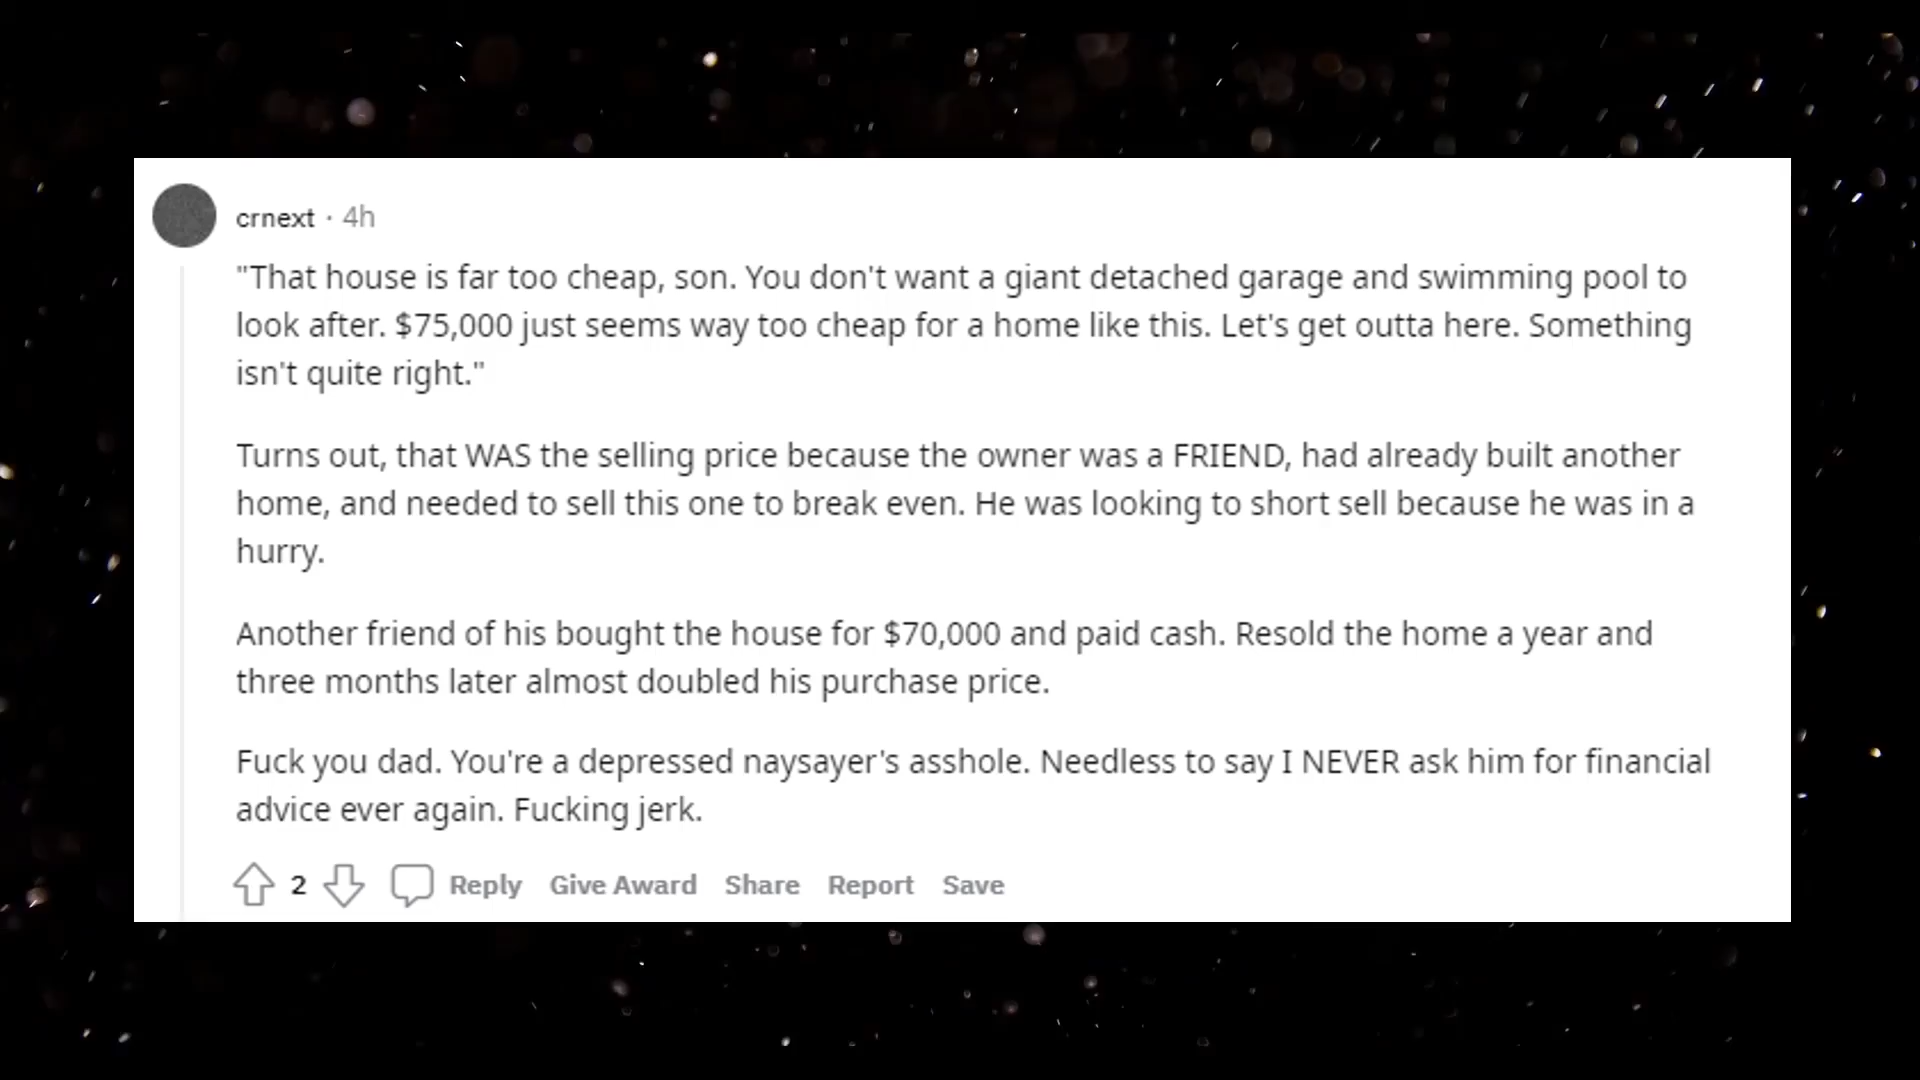 crnext · 4h
"That house is far too cheap, son. You don't want a giant detached garage and swimming pool to
look after. $75,000 just seems way too cheap for a home like this. Let's get outta here. Something
isn't quite right."
Turns out, that WAS the selling price because the owner was a FRIEND, had already built another
home, and needed to sell this one to break even. He was looking to short sell because he was in a
hurry.
Another friend of his bought the house for $70,000 and paid cash. Resold the home a year and
three months later almost doubled his purchase price.
Fuck you dad. You're a depressed naysayer's asshole. Needless to say I NEVER ask him for financial
advice ever again. Fucking jerk.
2 Reply Give Award Share Report Save